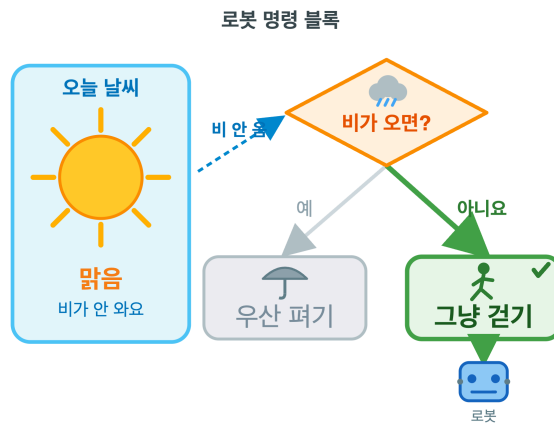 로봇 명령 블록
오늘 날씨
맑음
비가 안 와요
비 안 옴
비가 오면?
예
아니요
우산 펴기
그냥 걷기
로봇